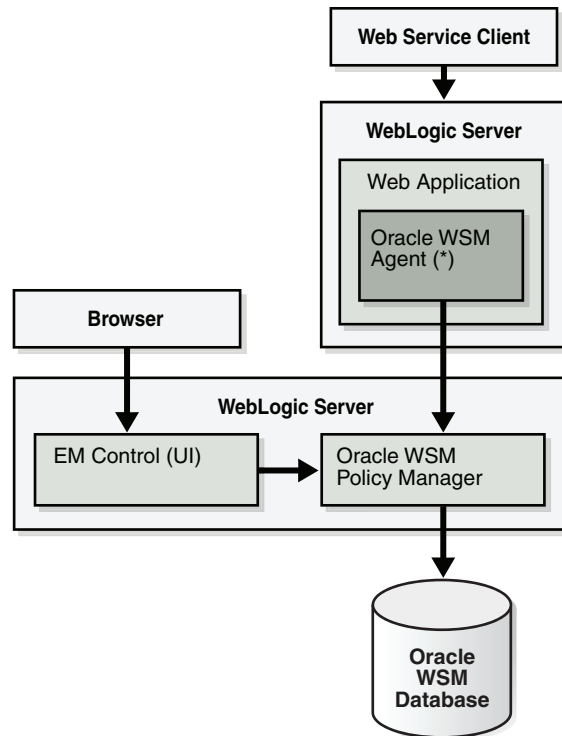 Web Service Client
WebLogic Server
Web Application
Oracle WSM
Agent (*)
Browser
WebLogic Server
EM Control (UI)
Oracle WSM
Policy Manager
Oracle
WSM
Database